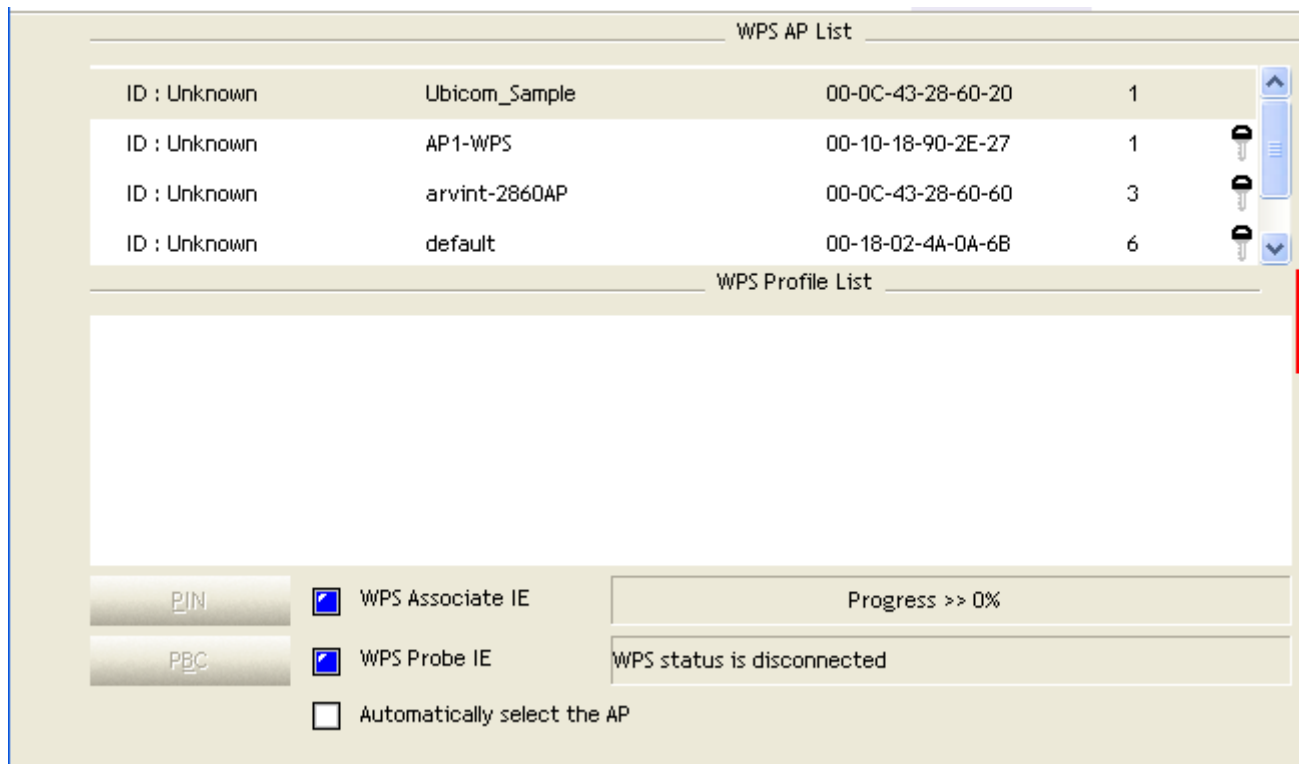 WPS AP List
ID : Unknown Ubicom_Sample 00-0C-43-28-60-20 1
ID : Unknown AP1-WPS 00-10-18-90-2E-27 1
ID : Unknown arvint-2860AP 00-0C-43-28-60-60 3
ID : Unknown default 00-18-02-4A-0A-6B 6
WPS Profile List
PIN WPS Associate IE Progress >> 0%
PBC WPS Probe IE WPS status is disconnected
Automatically select the AP